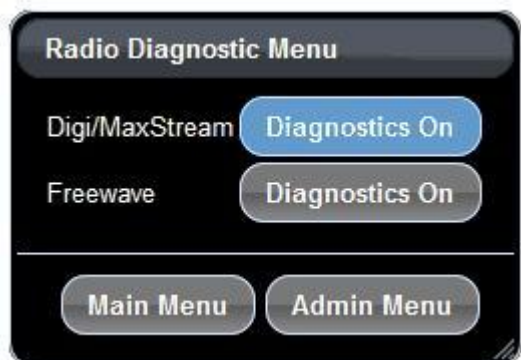 Radio Diagnostic Menu
Digi/MaxStream Diagnostics On
Freewave Diagnostics On
Main Menu Admin Menu